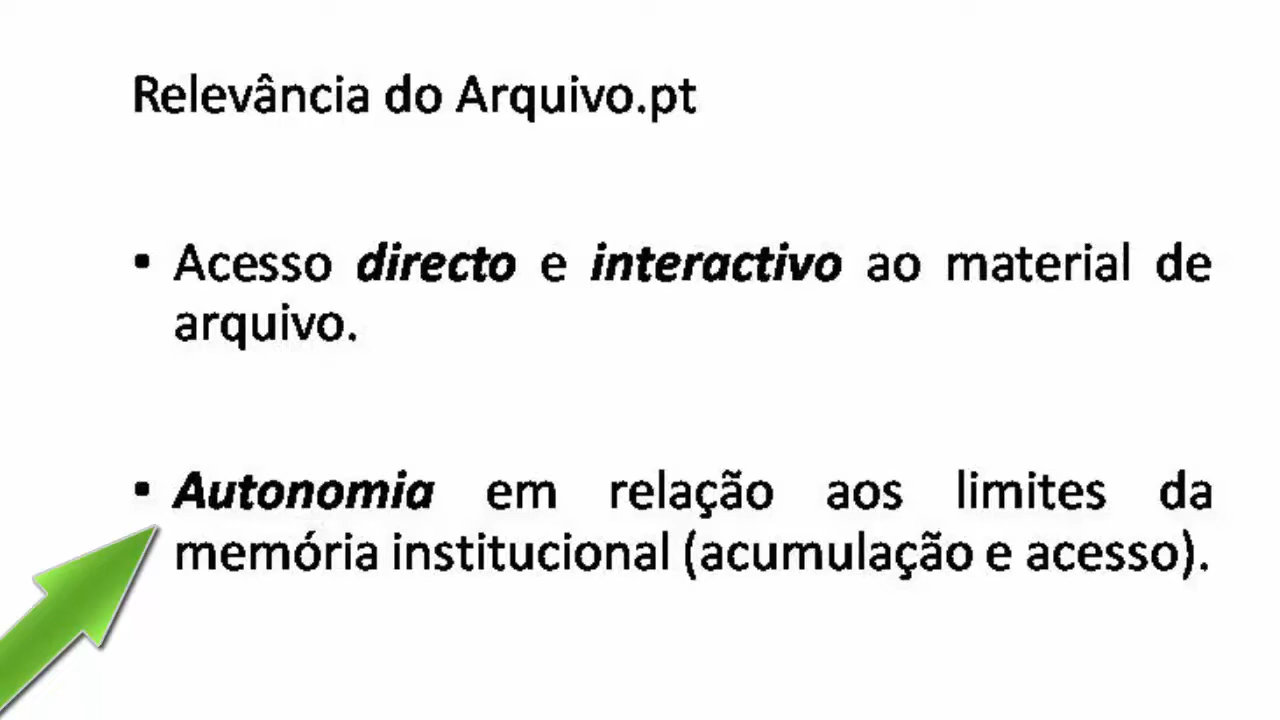 Relevância do Arquivo.pt
• Acesso directo e interactivo ao material de
arquivo.
• Autonomia em relação aos limites da
memória institucional (acumulação e acesso).